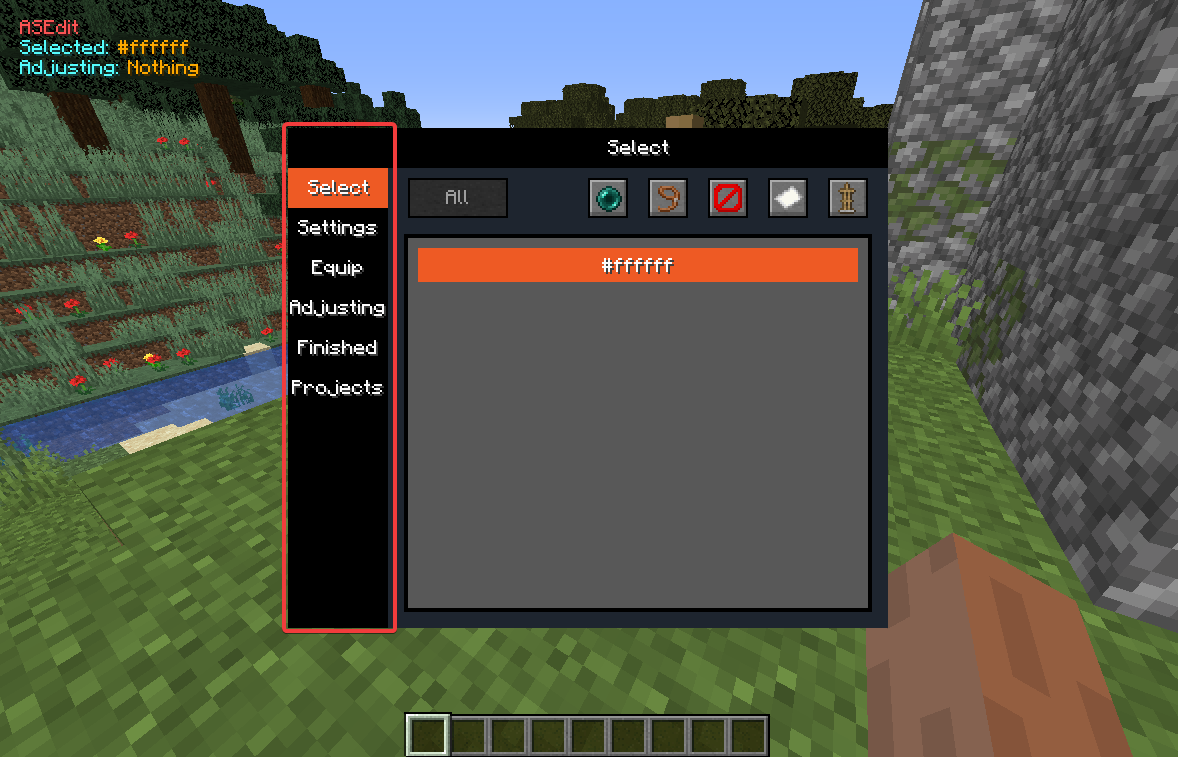 ASEdit
Selected: #ffffff
Adjusting: Nothing
Select
Select
Settings
Equip
Adjusting
Finished
Projects
All
#ffffff